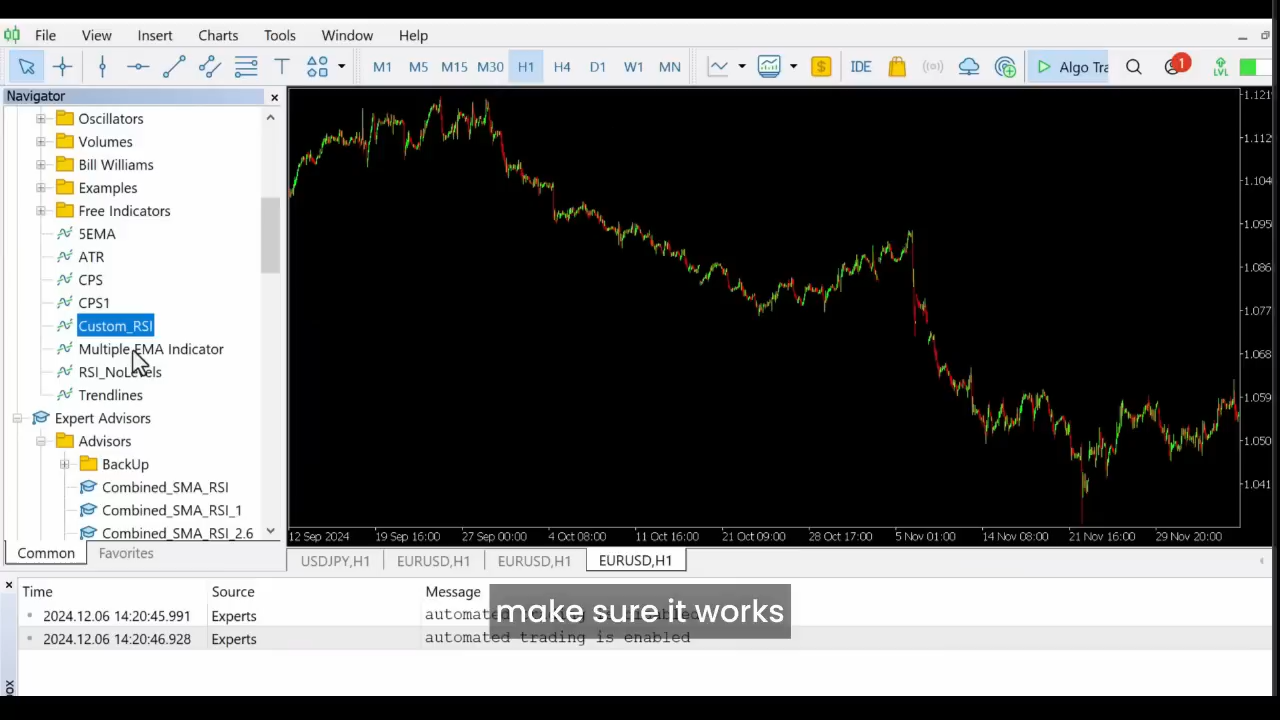 File View Insert Charts Tools Window Help
M1 M5 M15 M30 H1 H4 D1 W1 MN IDE Algo Tra 1 LVL
Navigator
Oscillators
Volumes
Bill Williams
Examples
Free Indicators
5EMA
ATR
CPS
CPS1
Custom_RSI
Multiple EMA Indicator
RSI_NoLevels
Trendlines
Expert Advisors
Advisors
BackUp
Combined_SMA_RSI
Combined_SMA_RSI_1
Combined_SMA_RSI_2.6
Common Favorites
1.121
1.112
1.104
1.095
1.086
1.077
1.068
1.059
1.050
1.041
12 Sep 2024 19 Sep 16:00 27 Sep 00:00 4 Oct 08:00 11 Oct 16:00 21 Oct 09:00 28 Oct 17:00 5 Nov 01:00 14 Nov 08:00 21 Nov 16:00 29 Nov 20:00
USDJPY,H1 EURUSD,H1 EURUSD,H1 EURUSD,H1
Time Source Message
2024.12.06 14:20:45.991 Experts automated
2024.12.06 14:20:46.928 Experts automated trading is enabled
make sure it works